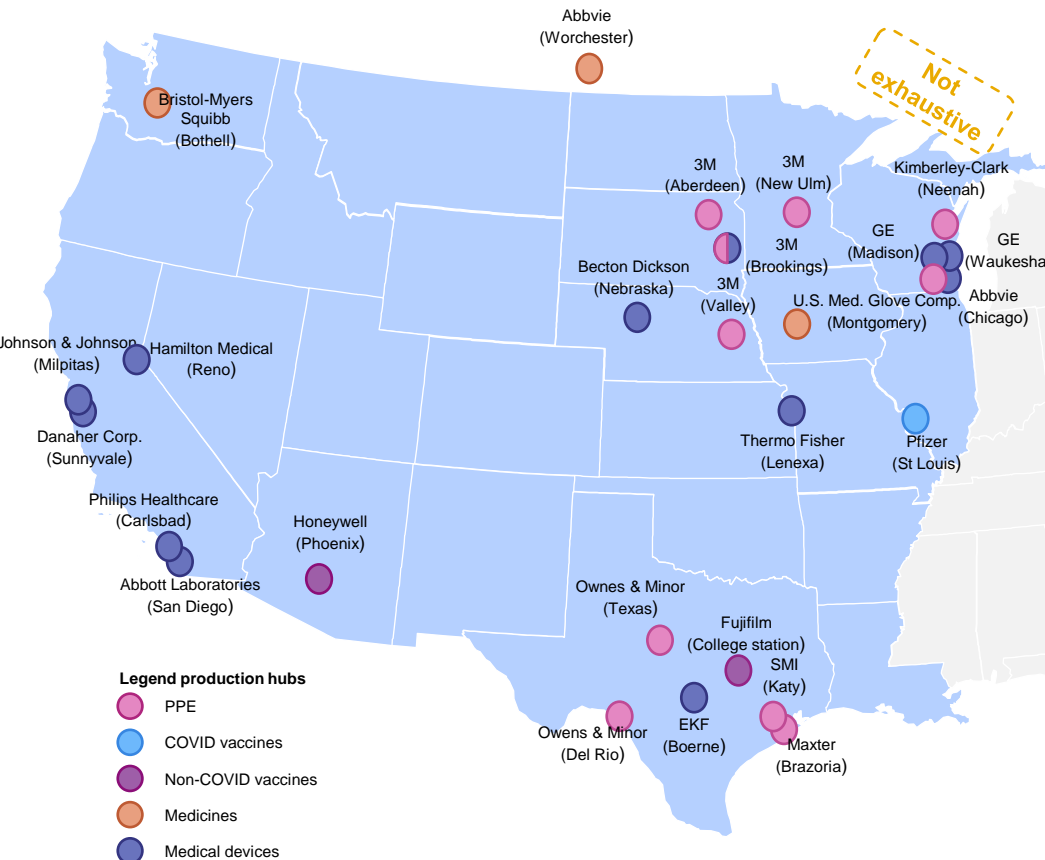 Abbvie
(Worchester)
Not
exhaustive
Bristol-Myers
Squibb
(Bothell)
3M
(Aberdeen)
3M
(New Ulm)
Kimberley-Clark
(Neenah)
GE
(Madison)
GE
(Waukesha
3M
(Brookings)
Becton Dickson
(Nebraska)
3M
(Valley)
U.S. Med. Glove Comp.
(Montgomery)
Abbvie
(Chicago)
Johnson & Johnson
(Milpitas)
Hamilton Medical
(Reno)
Danaher Corp.
(Sunnyvale)
Thermo Fisher
(Lenexa)
Pfizer
(St Louis)
Philips Healthcare
(Carlsbad)
Honeywell
(Phoenix)
Abbott Laboratories
(San Diego)
Ownes & Minor
(Texas)
Fujifilm
(College station)
SMI
(Katy)
Owens & Minor
(Del Rio)
EKF
(Boerne)
Maxter
(Brazoria)
Legend production hubs
PPE
COVID vaccines
Non-COVID vaccines
Medicines
Medical devices